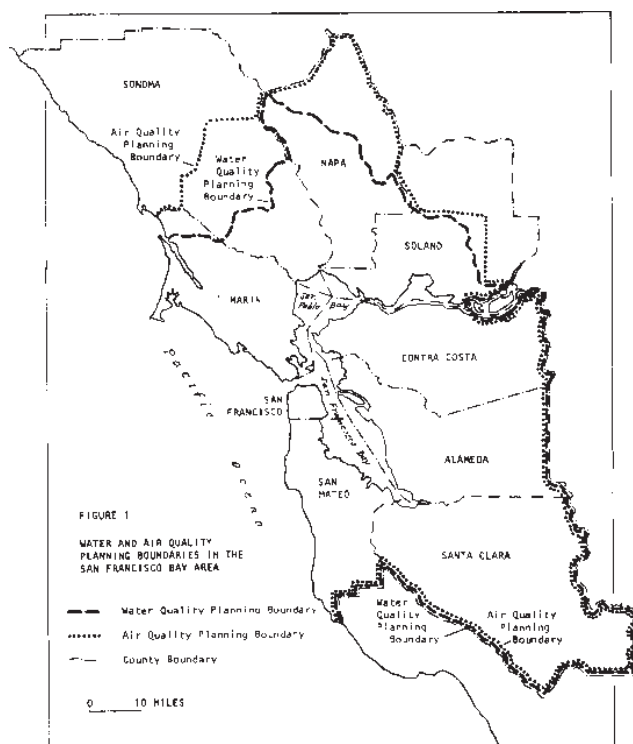 SONOMA
Air Quality
Planning
Boundary
Water
Quality
Planning
Boundary
NAPA
SOLANO
MARIN
San
Pablo Bay
CONTRA COSTA
SAN
FRANCISCO
San Francisco Bay
Pacific
Ocean
ALAMEDA
SAN
MATEO
FIGURE 1
WATER AND AIR QUALITY
PLANNING BOUNDARIES IN THE
SAN FRANCISCO BAY AREA
SANTA CLARA
Water
Quality
Planning
Boundary
Air Quality
Planning
Boundary
Water Quality Planning Boundary
Air Quality Planning Boundary
County Boundary
0 10 MILES